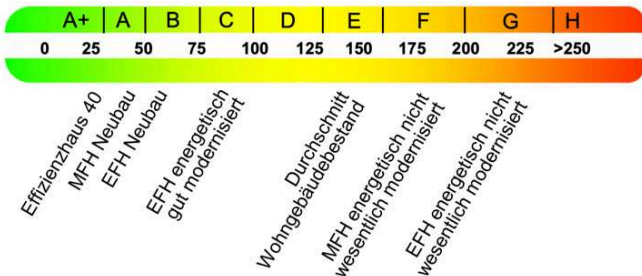 A+ A B C D E F G H
0 25 50 75 100 125 150 175 200 225 >250
Effizienzhaus 40
MFH Neubau
EFH Neubau
EFH energetisch
gut modernisiert
Durchschnitt
Wohngebäudebestand
MFH energetisch nicht
wesentlich modernisiert
EFH energetisch nicht
wesentlich modernisiert